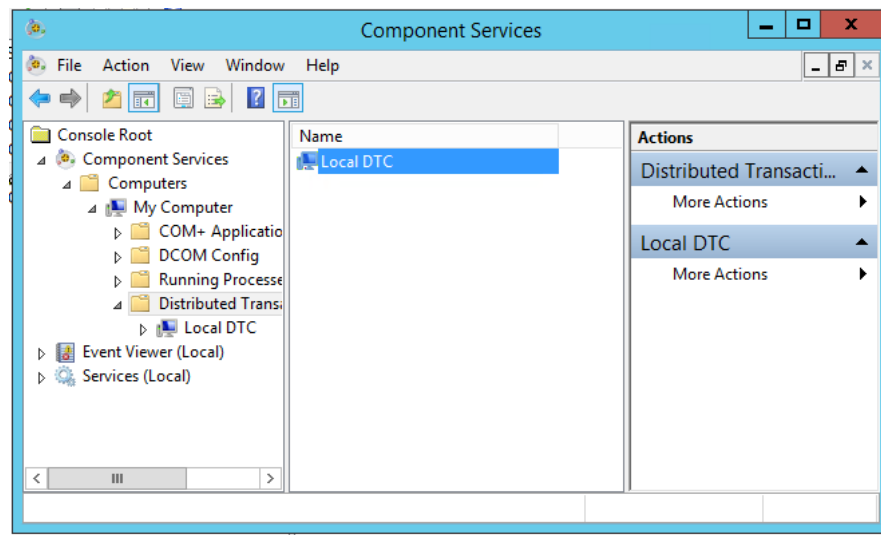 Component Services
File Action View Window Help
Console Root
Component Services
Computers
My Computer
COM+ Applicatio
DCOM Config
Running Processe
Distributed Transa
Local DTC
Event Viewer (Local)
Services (Local)
Name
Local DTC
Actions
Distributed Transacti...
More Actions
Local DTC
More Actions